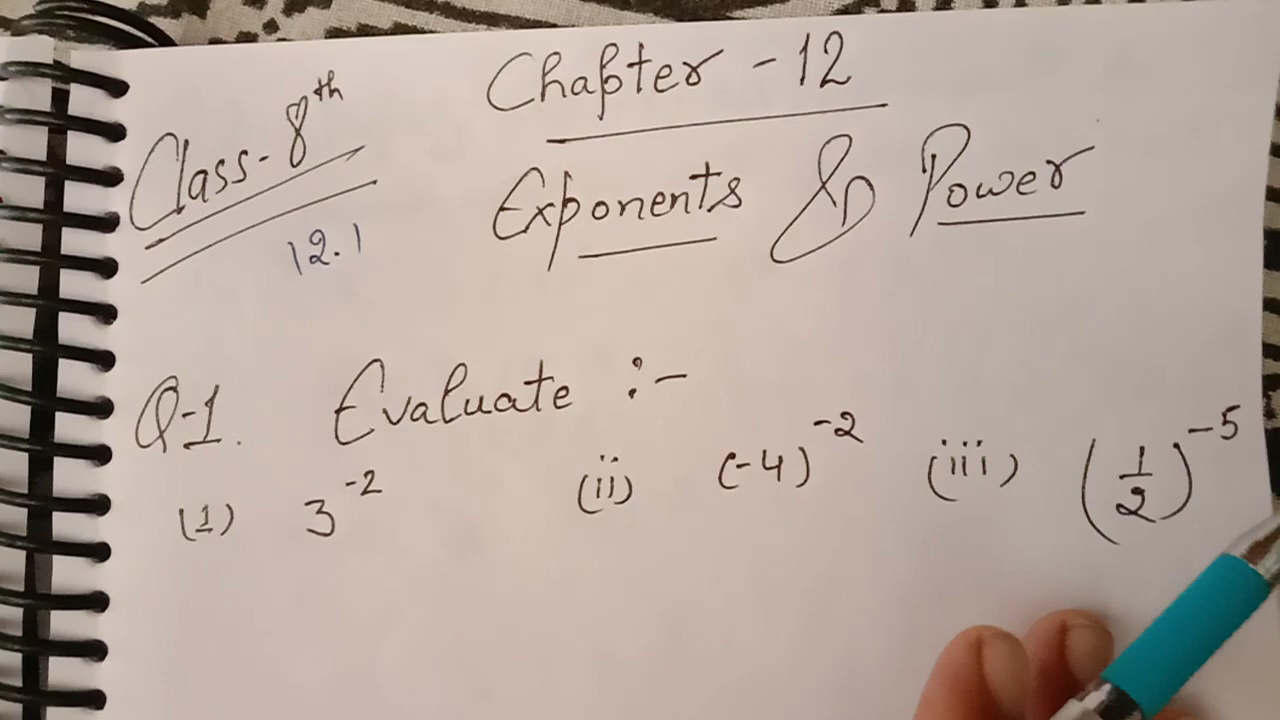 Chapter - 12
Class - 8th
Exponents & Power
12.1
Q-1. Evaluate :-
(1) 3^-2 (ii) (-4)^-2 (iii) (1/2)^-5